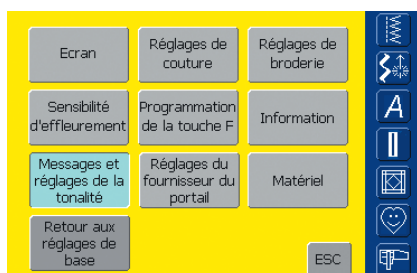 Ecran
Réglages de
couture
Réglages de
broderie
Sensibilité
d'effleurement
Programmation
de la touche F
Information
Messages et
réglages de la
tonalité
Réglages du
fournisseur du
portail
Matériel
Retour aux
réglages de
base
ESC
A